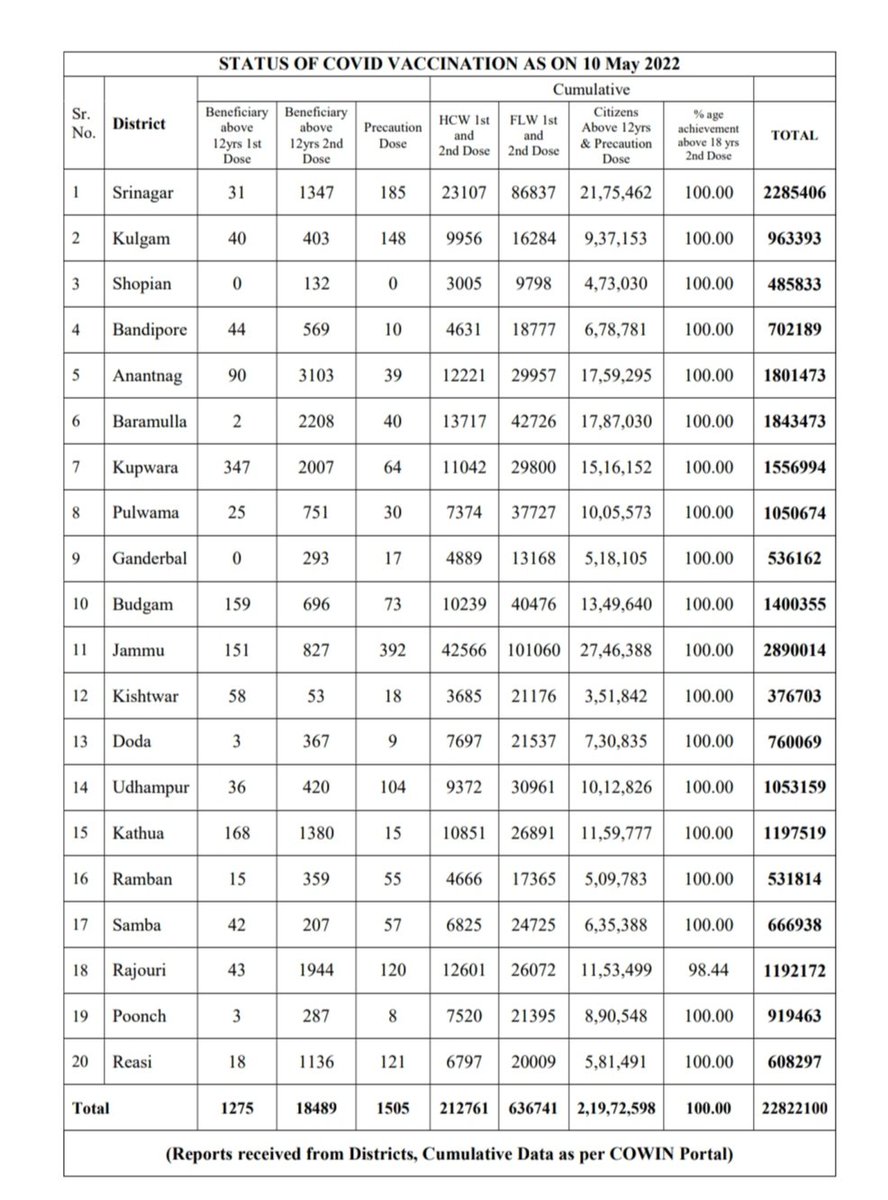 STATUS OF COVID VACCINATION AS ON 10 May 2022
Cumulative
Sr. No. District Beneficiary above 12yrs 1st Dose Beneficiary above 12yrs 2nd Dose Precaution Dose HCW 1st and 2nd Dose FLW 1st and 2nd Dose Citizens Above 12yrs & Precaution Dose % age achievement above 18 yrs 2nd Dose TOTAL
1 Srinagar 31 1347 185 23107 86837 21,75,462 100.00 2285406
2 Kulgam 40 403 148 9956 16284 9,37,153 100.00 963393
3 Shopian 0 132 0 3005 9798 4,73,030 100.00 485833
4 Bandipore 44 569 10 4631 18777 6,78,781 100.00 702189
5 Anantnag 90 3103 39 12221 29957 17,59,295 100.00 1801473
6 Baramulla 2 2208 40 13717 42726 17,87,030 100.00 1843473
7 Kupwara 347 2007 64 11042 29800 15,16,152 100.00 1556994
8 Pulwama 25 751 30 7374 37727 10,05,573 100.00 1050674
9 Ganderbal 0 293 17 4889 13168 5,18,105 100.00 536162
10 Budgam 159 696 73 10239 40476 13,49,640 100.00 1400355
11 Jammu 151 827 392 42566 101060 27,46,388 100.00 2890014
12 Kishtwar 58 53 18 3685 21176 3,51,842 100.00 376703
13 Doda 3 367 9 7697 21537 7,30,835 100.00 760069
14 Udhampur 36 420 104 9372 30961 10,12,826 100.00 1053159
15 Kathua 168 1380 15 10851 26891 11,59,777 100.00 1197519
16 Ramban 15 359 55 4666 17365 5,09,783 100.00 531814
17 Samba 42 207 57 6825 24725 6,35,388 100.00 666938
18 Rajouri 43 1944 120 12601 26072 11,53,499 98.44 1192172
19 Poonch 3 287 8 7520 21395 8,90,548 100.00 919463
20 Reasi 18 1136 121 6797 20009 5,81,491 100.00 608297
Total 1275 18489 1505 212761 636741 2,19,72,598 100.00 22822100
(Reports received from Districts, Cumulative Data as per COWIN Portal)